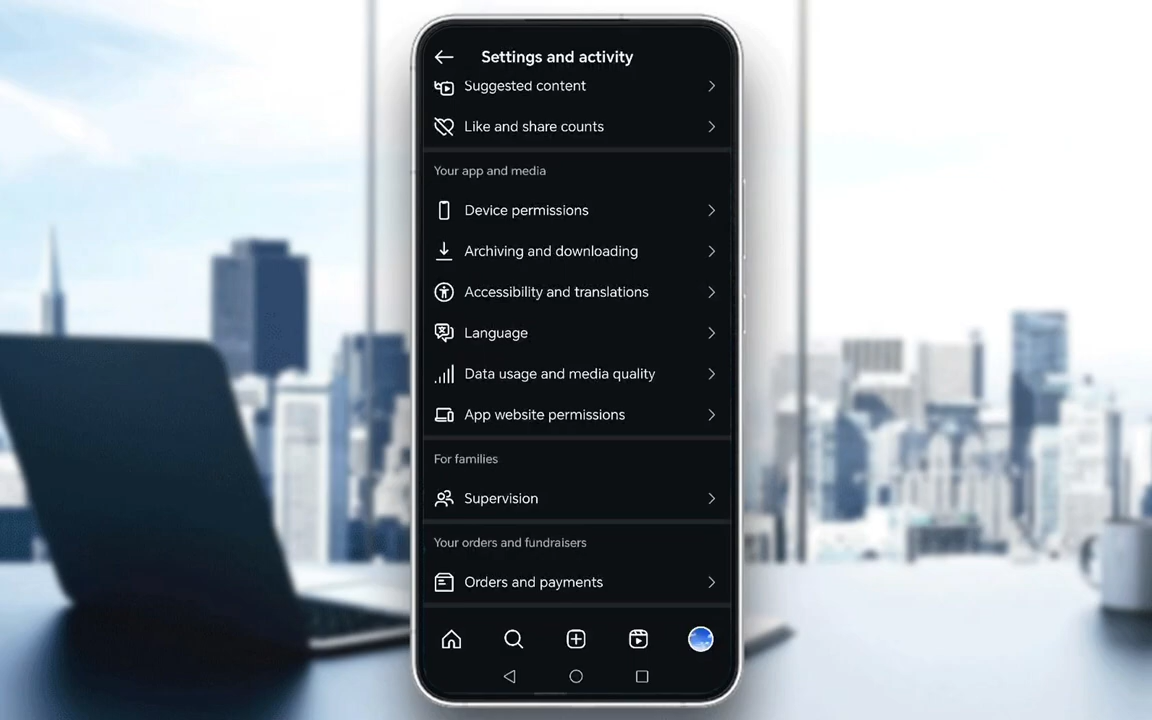 Settings and activity
Suggested content
Like and share counts
Your app and media
Device permissions
Archiving and downloading
Accessibility and translations
Language
Data usage and media quality
App website permissions
For families
Supervision
Your orders and fundraisers
Orders and payments